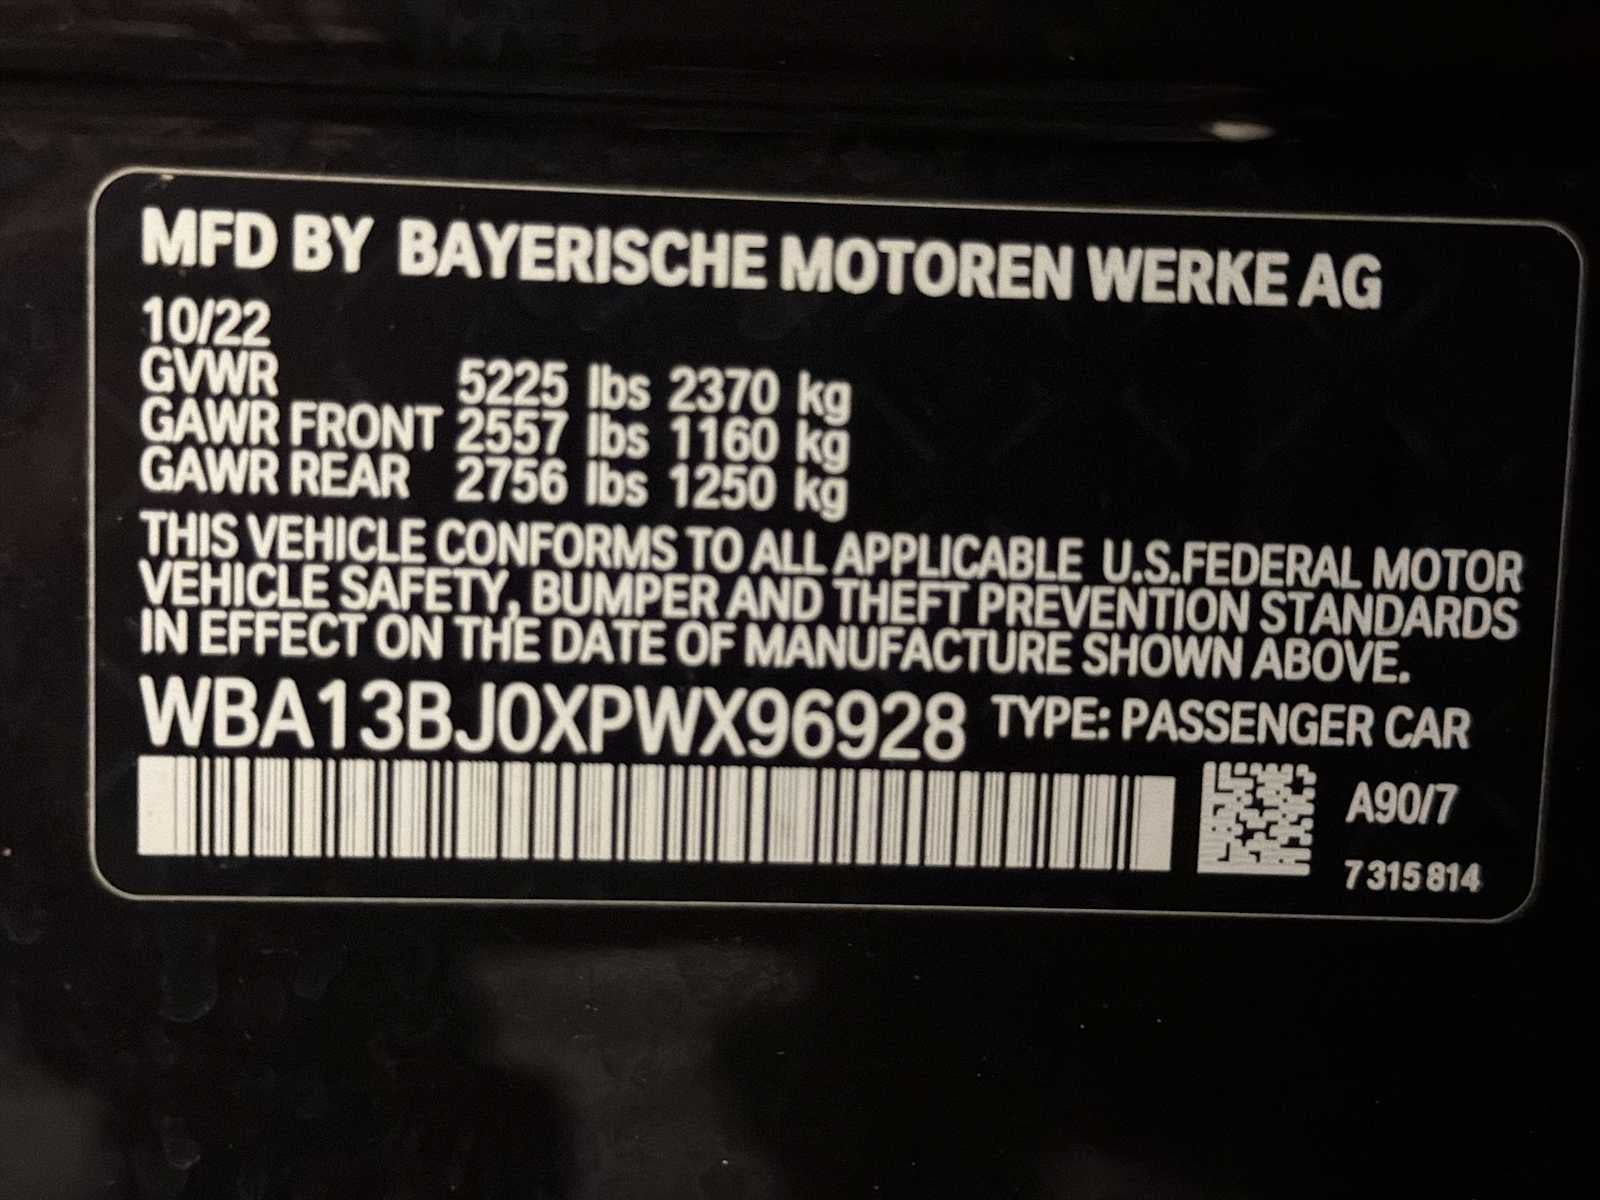 MFD BY BAYERISCHE MOTOREN WERKE AG
10/22
GVWR 5225 lbs 2370 kg
GAWR FRONT 2557 lbs 1160 kg
GAWR REAR 2756 lbs 1250 kg
THIS VEHICLE CONFORMS TO ALL APPLICABLE U.S.FEDERAL MOTOR
VEHICLE SAFETY, BUMPER AND THEFT PREVENTION STANDARDS
IN EFFECT ON THE DATE OF MANUFACTURE SHOWN ABOVE.
WBA13BJ0XPWX96928 TYPE: PASSENGER CAR
A90/7
7 315 814